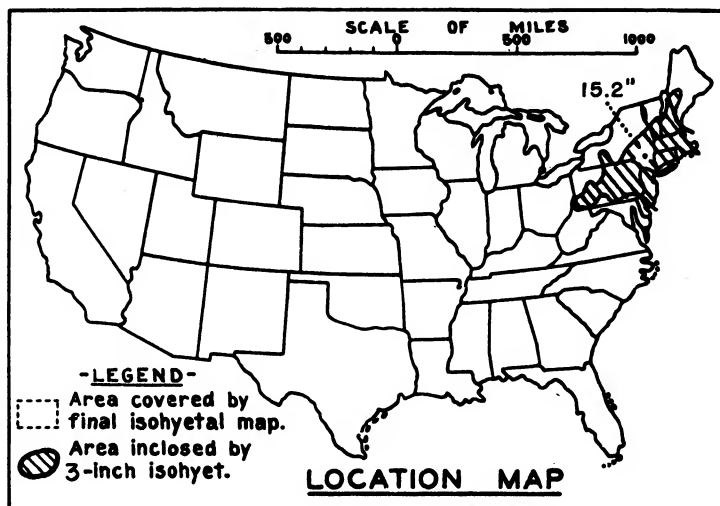 SCALE OF MILES
500 0 500 1000
15.2"
-LEGEND-
Area covered by
final isohyetal map.
Area inclosed by
3-inch isohyet.
LOCATION MAP